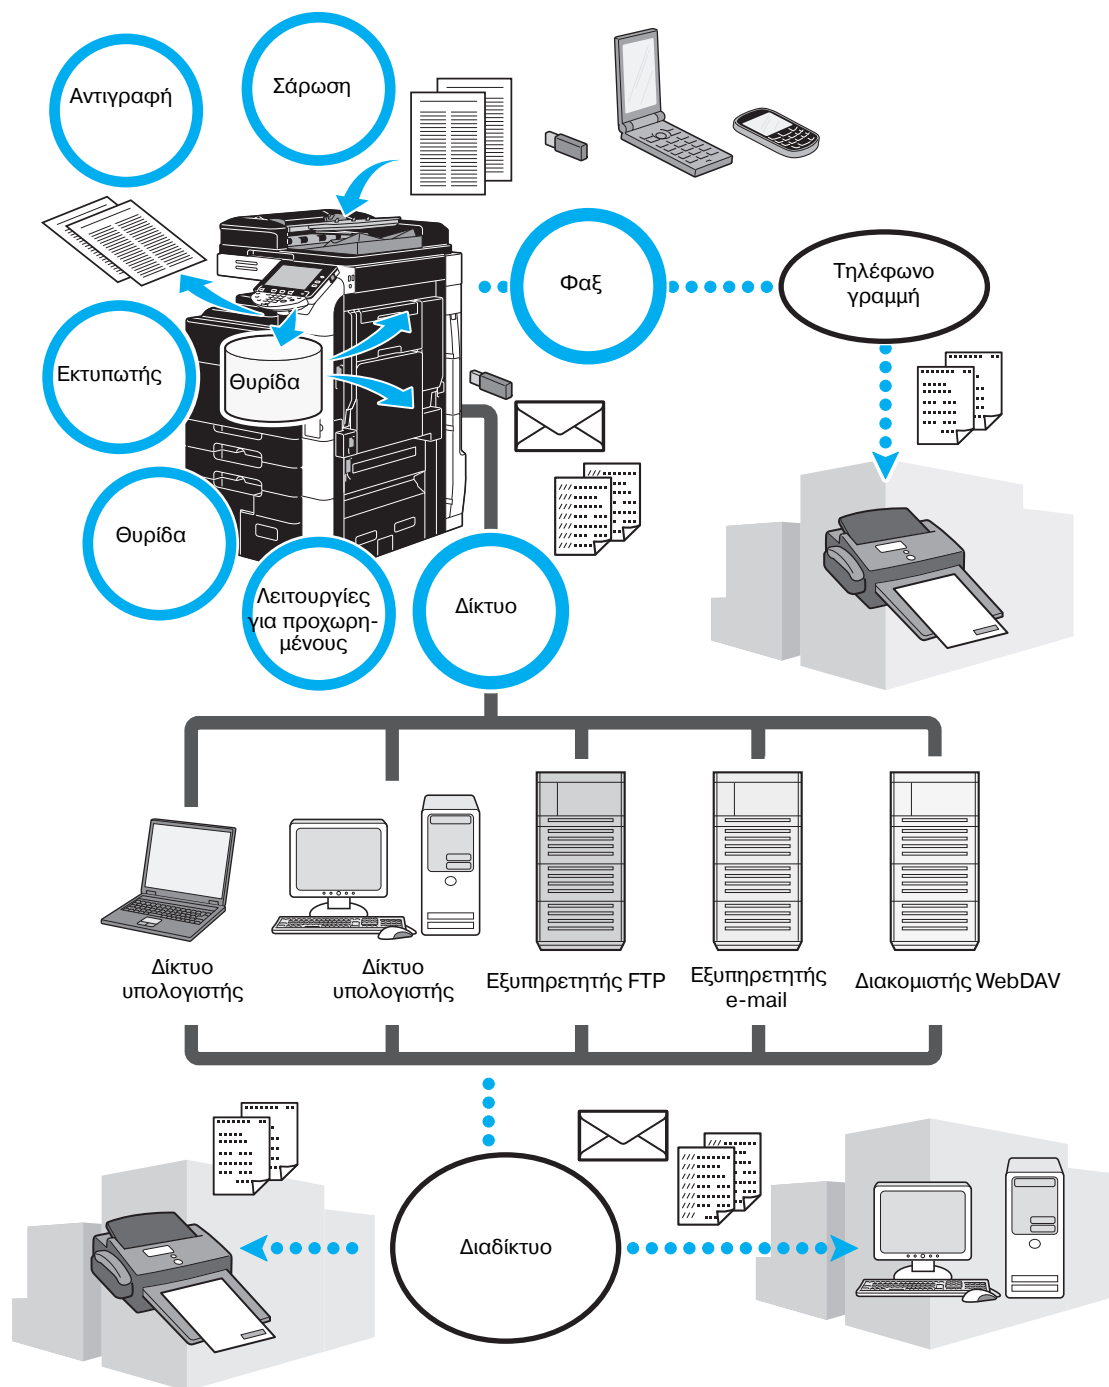 Αντιγραφή
Σάρωση
Φαξ
Τηλέφωνο
γραμμή
Εκτυπωτής
Θυρίδα
Θυρίδα
Λειτουργίες
για προχωρη-
μένους
Δίκτυο
Δίκτυο
υπολογιστής
Δίκτυο
υπολογιστής
Εξυπηρετητής FTP
Εξυπηρετητής
e-mail
Διακομιστής WebDAV
Διαδίκτυο